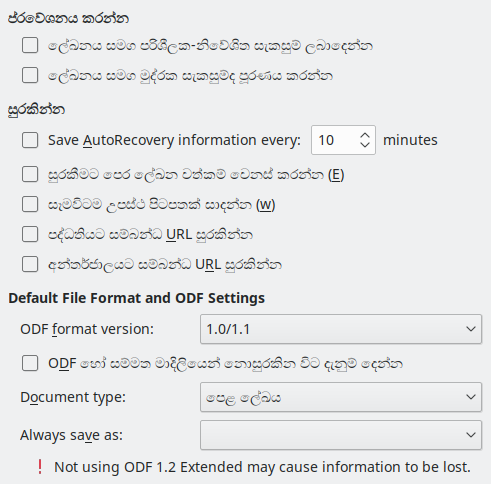 ප්රවේශනය කරන්න
ලේඛනය සමග පරිශීලක-නිවේශිත සැකසුම් ලබාදෙන්න
ලේඛනය සමග මුද්රක සැකසුම්ද පූරණය කරන්න
සුරකින්න
Save AutoRecovery information every: 10 minutes
සුරකීමට පෙර ලේඛන වත්කම් වෙනස් කරන්න (E)
සෑමවිටම උපස්ථ පිටපතක් සාදන්න (w)
පද්ධතියට සම්බන්ධ URL සුරකින්න
අන්තර්ජාලයට සම්බන්ධ URL සුරකින්න
Default File Format and ODF Settings
ODF format version: 1.0/1.1
ODF හෝ සම්මත මාදිලියෙන් නොසුරකින විට දැනුම් දෙන්න
Document type: පෙළ ලේඛය
Always save as:
! Not using ODF 1.2 Extended may cause information to be lost.